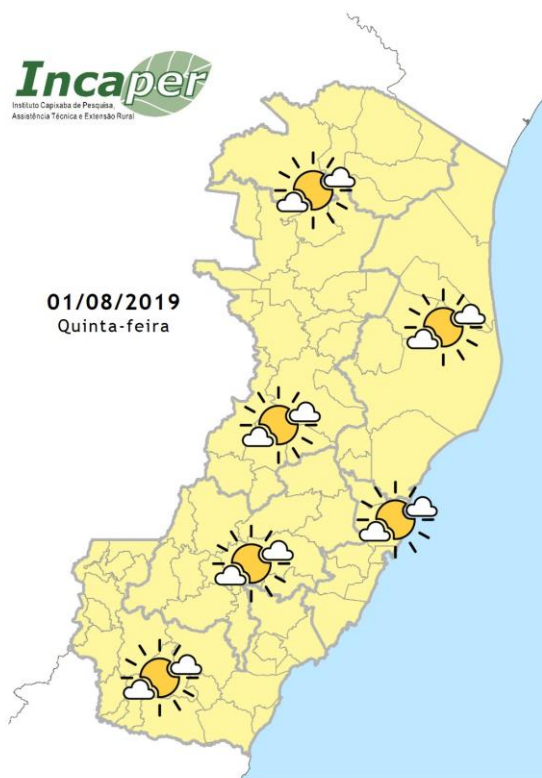 Incaper
Instituto Capixaba de Pesquisa,
Assistência Técnica e Extensão Rural
01/08/2019
Quinta-feira